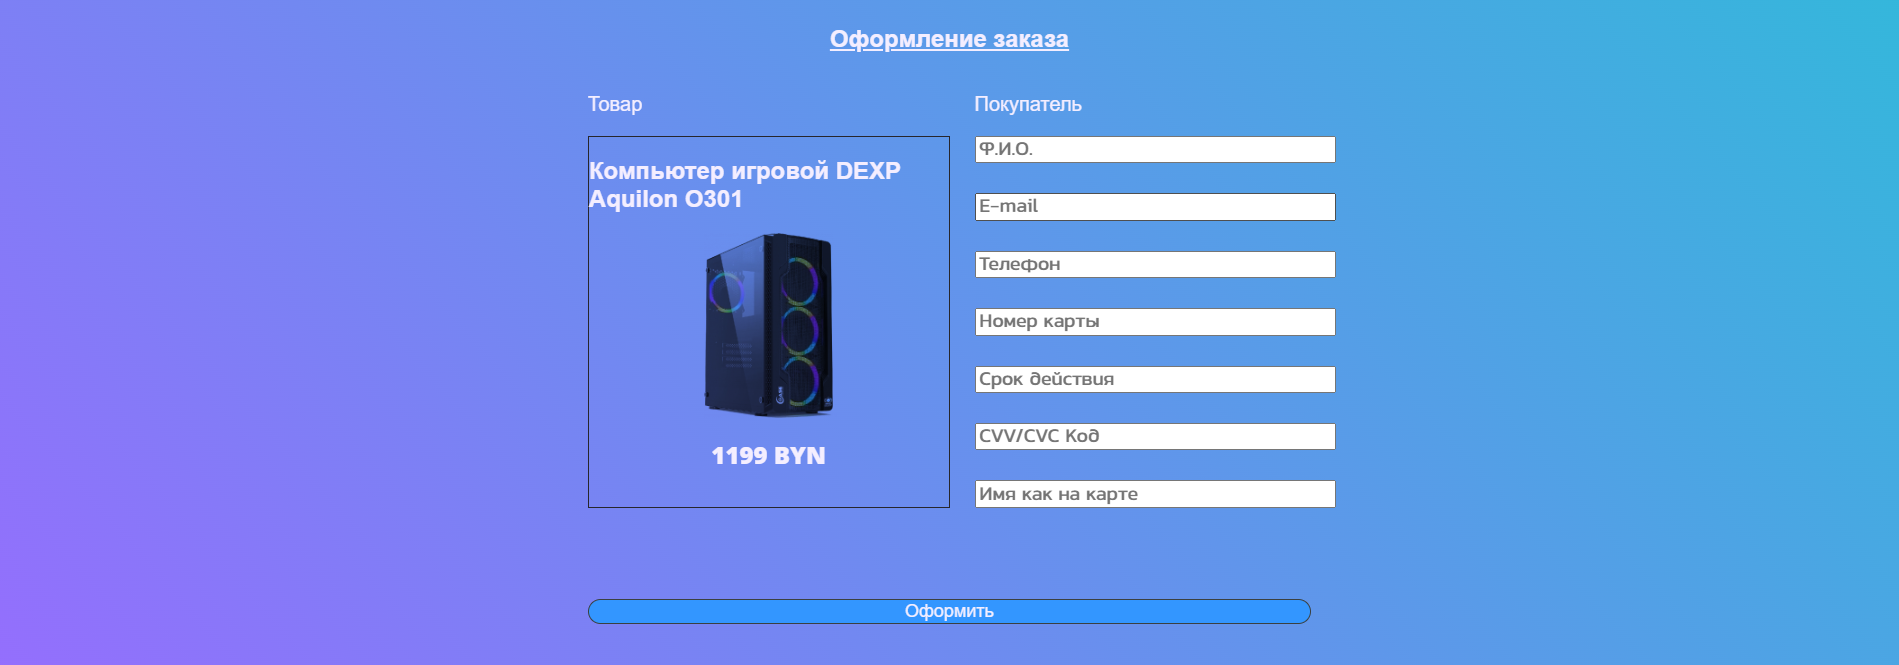 Оформление заказа
Товар
Компьютер игровой DEXP
Aquilon O301
1199 BYN
Покупатель
Ф.И.О.
E-mail
Телефон
Номер карты
Срок действия
CVV/CVC Код
Имя как на карте
Оформить